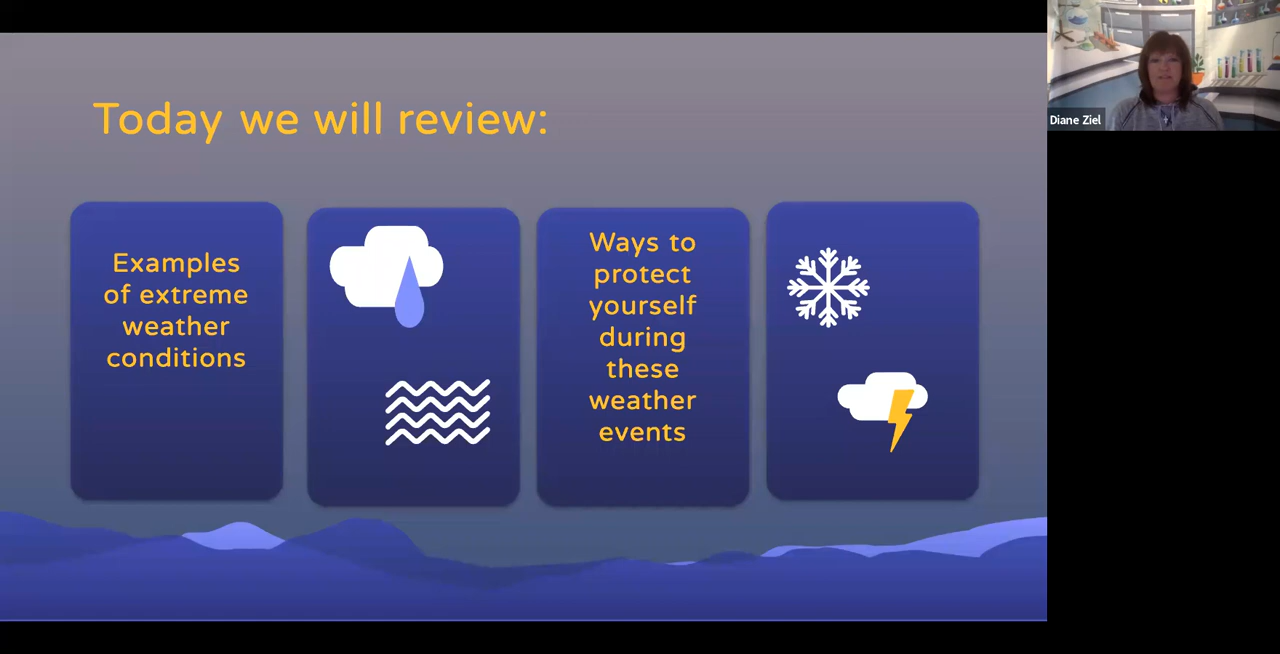 Today we will review:
Examples
of extreme
weather
conditions
Ways to
protect
yourself
during
these
weather
events
Diane Ziel